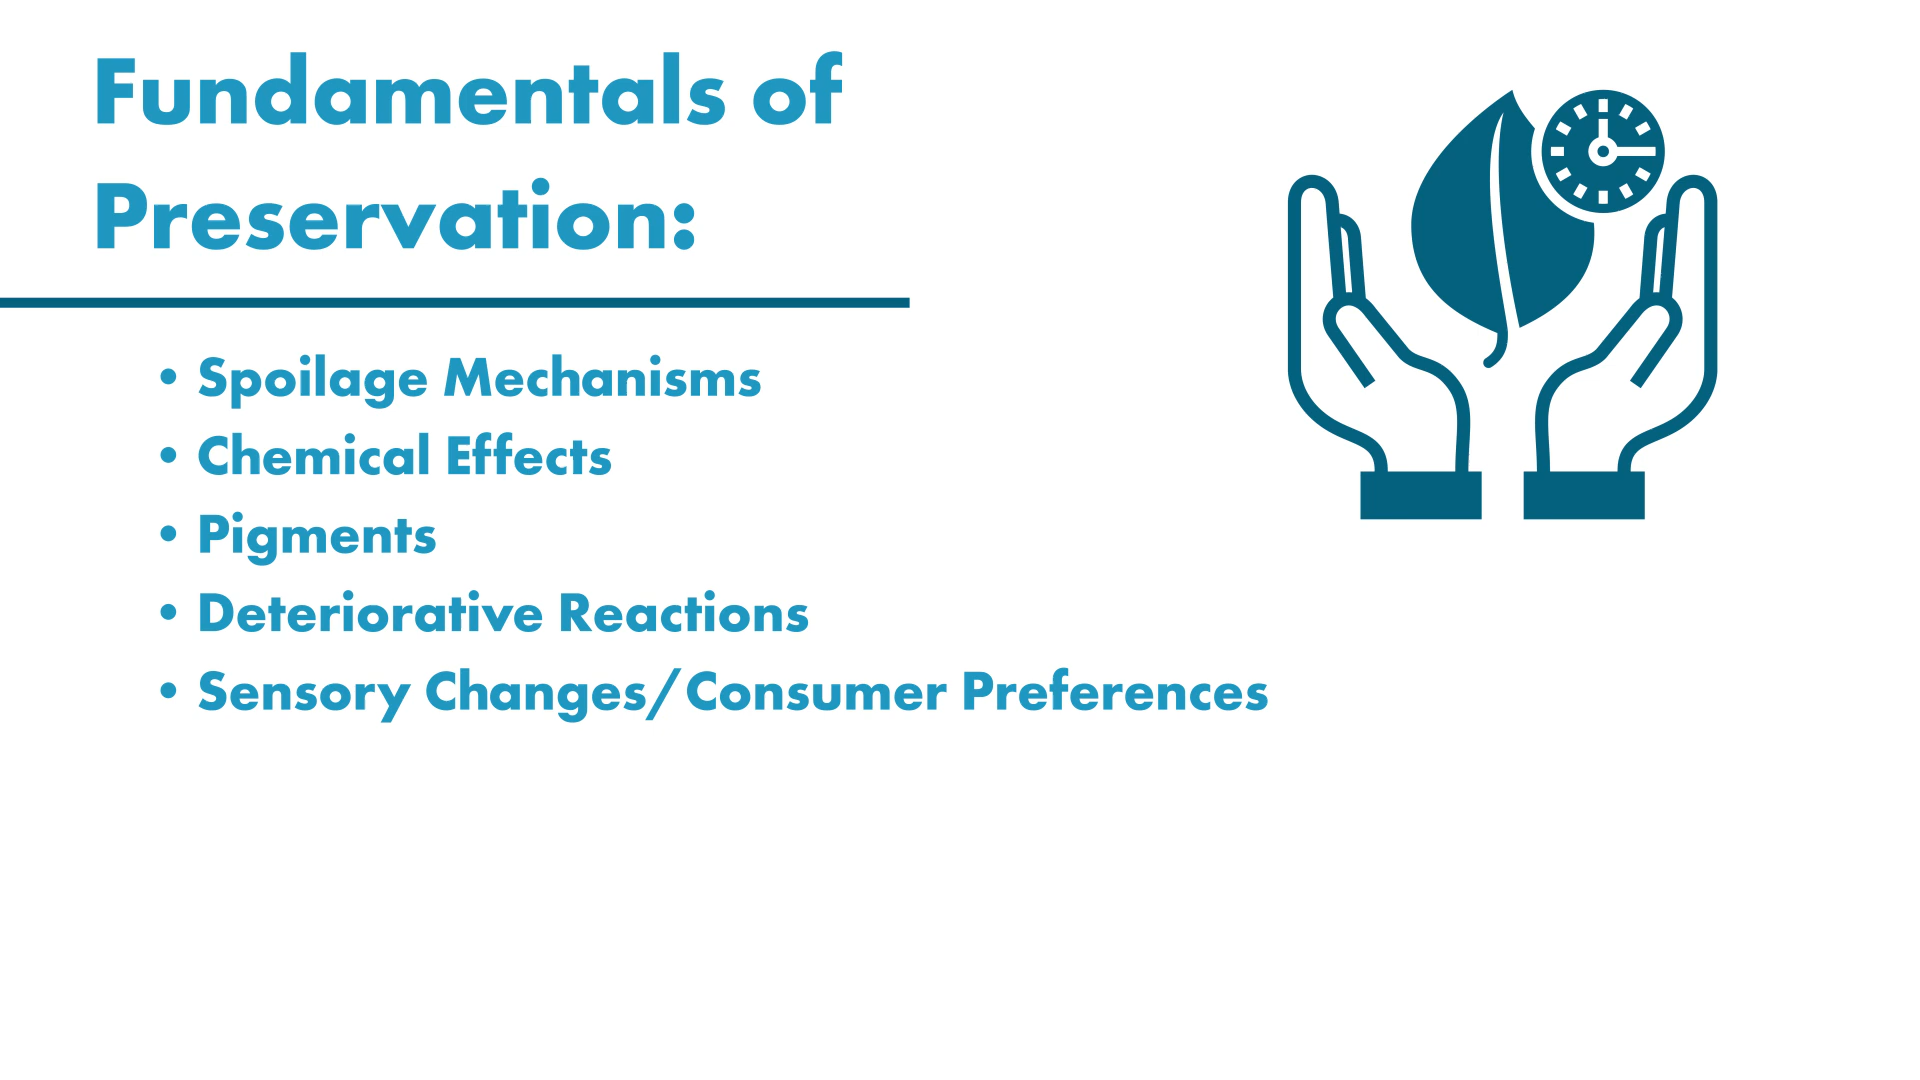 Fundamentals of
Preservation:
• Spoilage Mechanisms
• Chemical Effects
• Pigments
• Deteriorative Reactions
• Sensory Changes/Consumer Preferences